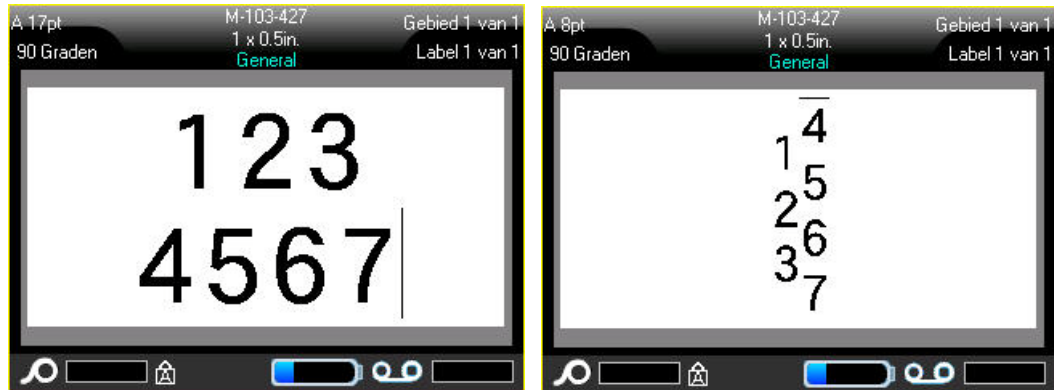 A 17pt
M-103-427
Gebied 1 van 1
90 Graden
1 x 0.5in.
Label 1 van 1
General
123
4567
A 8pt
M-103-427
Gebied 1 van 1
90 Graden
1 x 0.5in.
Label 1 van 1
General
4
1
5
2
6
3
7
A
A